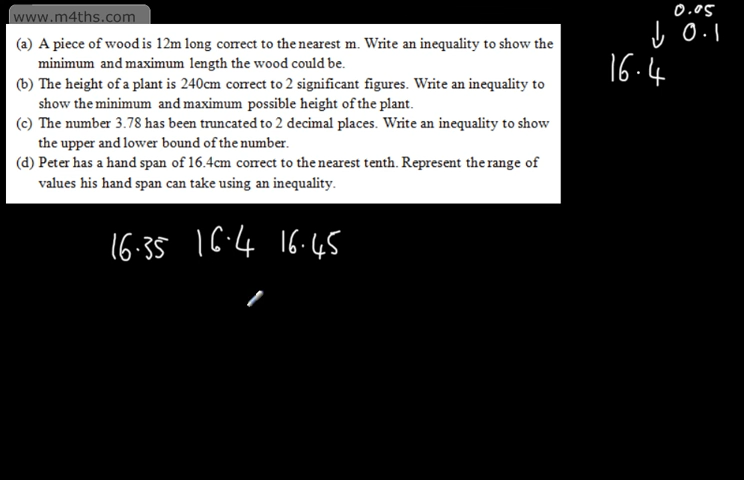 www.m4ths.com
0.05
↓ 0.1
16.4
(a) A piece of wood is 12m long correct to the nearest m. Write an inequality to show the
minimum and maximum length the wood could be.
(b) The height of a plant is 240cm correct to 2 significant figures. Write an inequality to
show the minimum and maximum possible height of the plant.
(c) The number 3.78 has been truncated to 2 decimal places. Write an inequality to show
the upper and lower bound of the number.
(d) Peter has a hand span of 16.4cm correct to the nearest tenth. Represent the range of
values his hand span can take using an inequality.
16.35 16.4 16.45